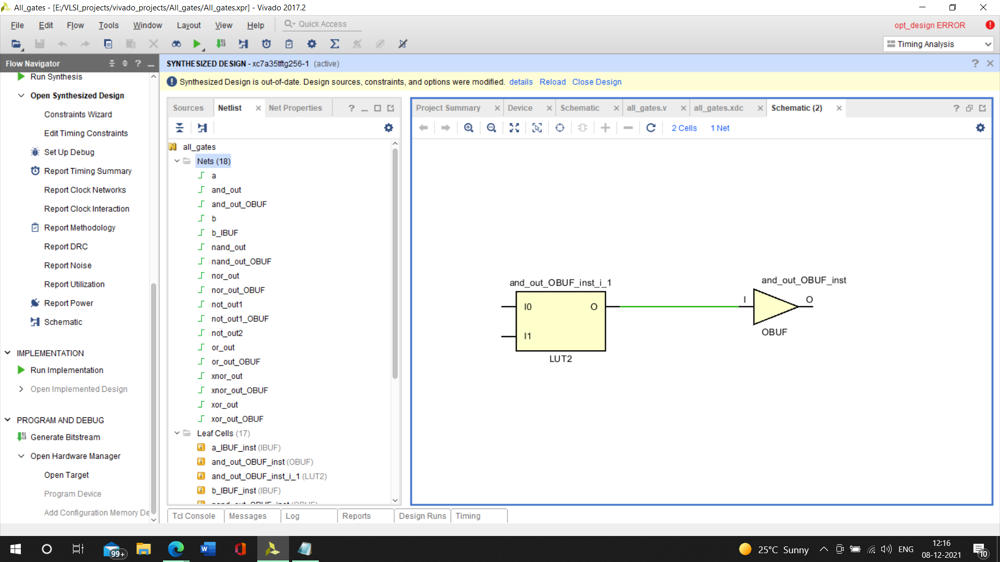 All_gates - [E:/VLSI_projects/vivado_projects/All_gates/All_gates.xpr] - Vivado 2017.2
File Edit Flow Tools Window Layout View Help Quick Access
opt_design ERROR
Timing Analysis
Flow Navigator
Run Synthesis
Open Synthesized Design
Constraints Wizard
Edit Timing Constraints
Set Up Debug
Report Timing Summary
Report Clock Networks
Report Clock Interaction
Report Methodology
Report DRC
Report Noise
Report Utilization
Report Power
Schematic
IMPLEMENTATION
Run Implementation
Open Implemented Design
PROGRAM AND DEBUG
Generate Bitstream
Open Hardware Manager
Open Target
Program Device
Add Configuration Memory De
SYNTHESIZED DESIGN - xc7a35tftg256-1 (active)
Synthesized Design is out-of-date. Design sources, constraints, and options were modified. details Reload Close Design
Sources Netlist Net Properties
all_gates
Nets (18)
a
and_out
and_out_OBUF
b
b_IBUF
nand_out
nand_out_OBUF
nor_out
nor_out_OBUF
not_out1
not_out1_OBUF
not_out2
or_out
or_out_OBUF
xnor_out
xnor_out_OBUF
xor_out
xor_out_OBUF
Leaf Cells (17)
a_IBUF_inst (IBUF)
and_out_OBUF_inst (OBUF)
and_out_OBUF_inst_i_1 (LUT2)
b_IBUF_inst (IBUF)
Project Summary Device Schematic all_gates.v all_gates.xdc Schematic (2)
2 Cells 1 Net
and_out_OBUF_inst_i_1
I0 O
I1
LUT2
and_out_OBUF_inst
I O
OBUF
Tcl Console Messages Log Reports Design Runs Timing
99+
25°C Sunny
ENG
12:16
08-12-2021
10